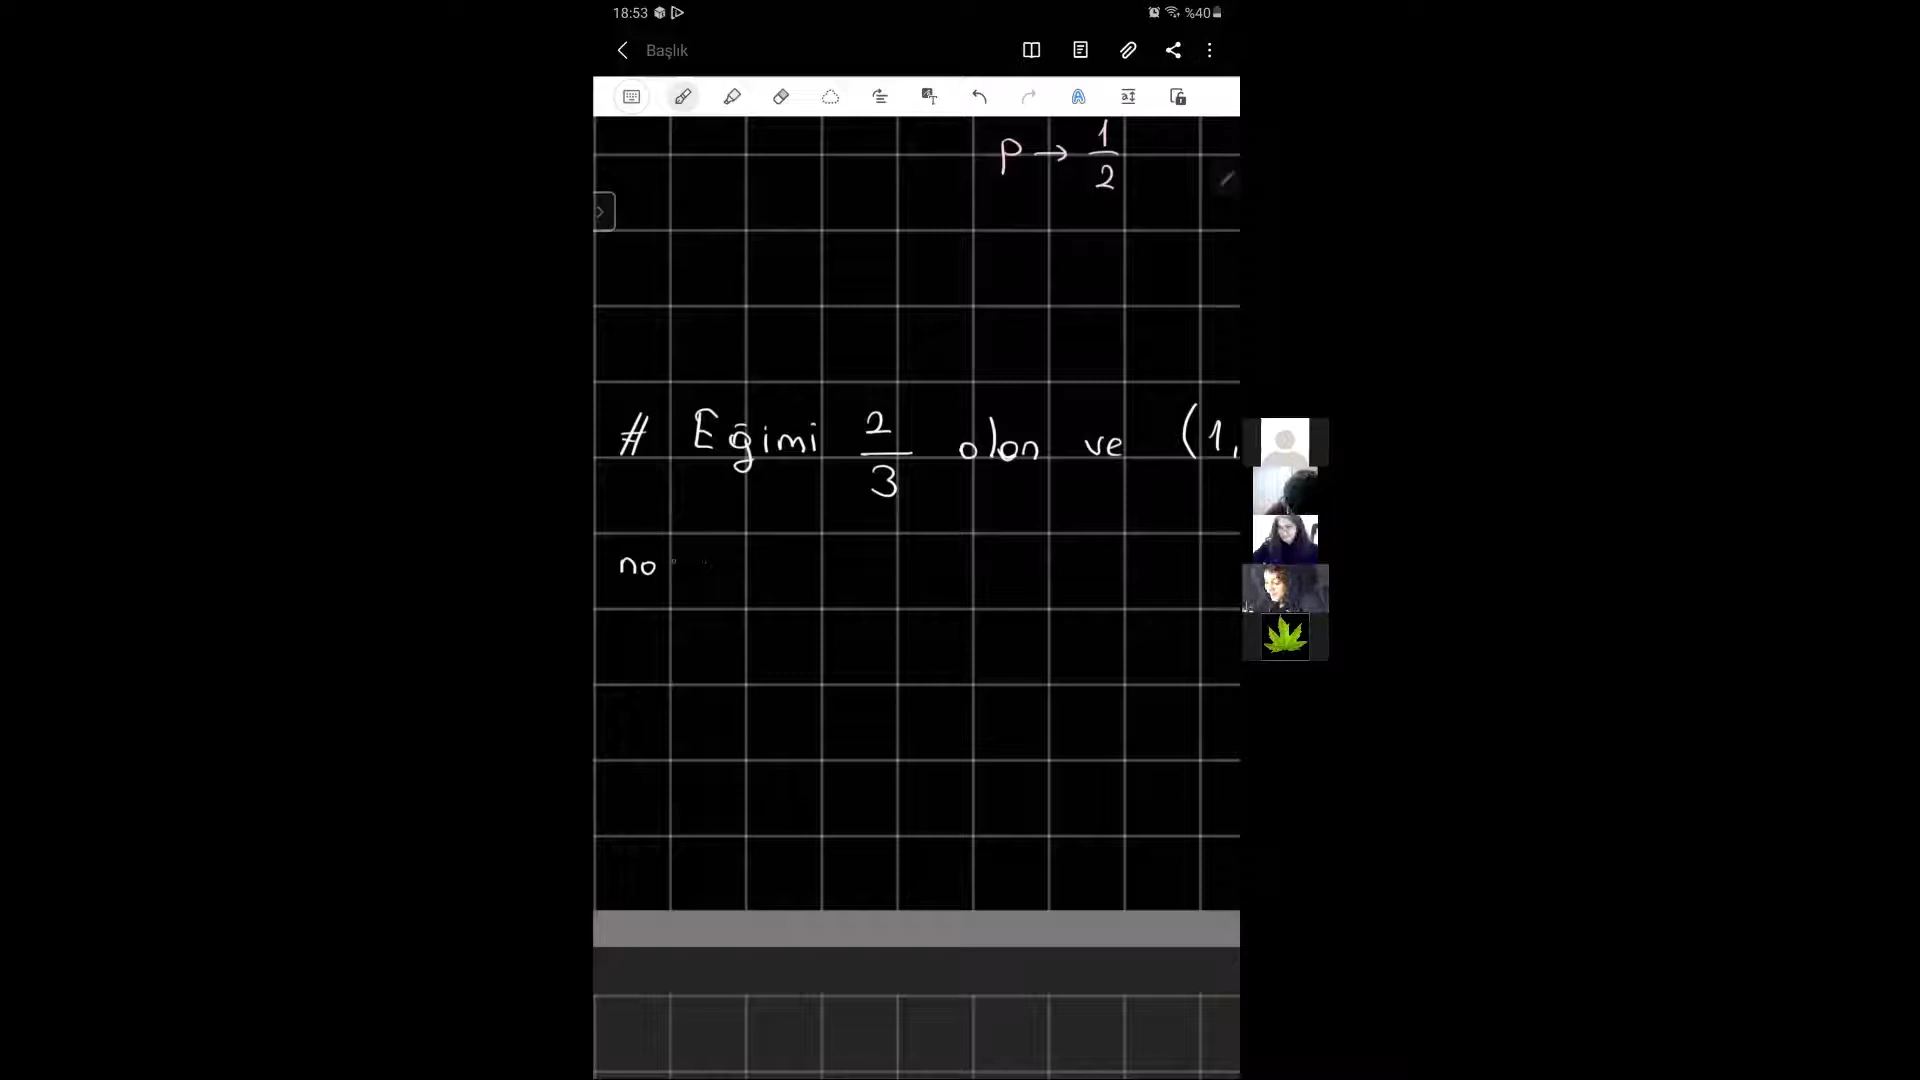 18:53 %40
Başlık
P → 1/2
# Eğimi 2/3 olan ve (1,
no